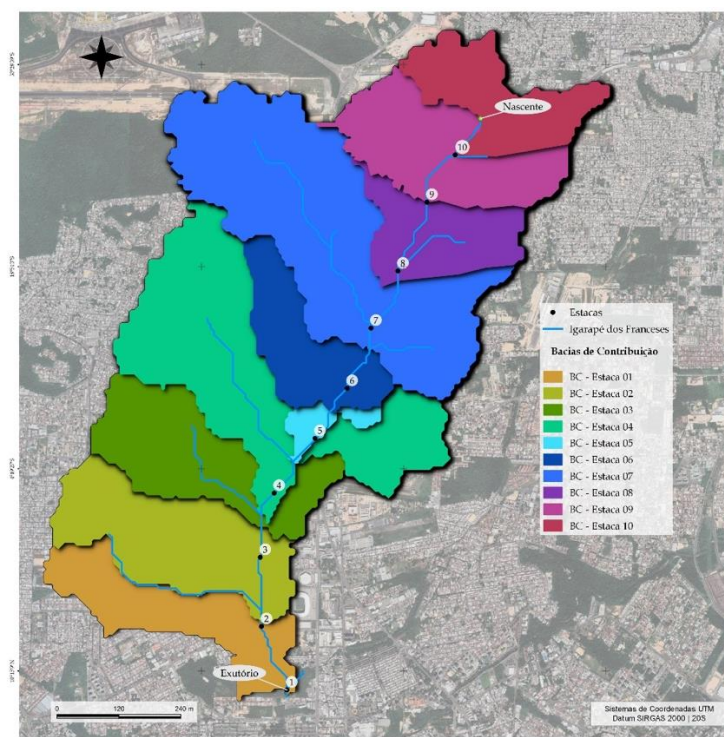 Nascente
10
9
8
7
6
5
4
3
2
Exutório
1
Estacas
Igarapé dos Franceses
Bacias de Contribuição
BC - Estaca 01
BC - Estaca 02
BC - Estaca 03
BC - Estaca 04
BC - Estaca 05
BC - Estaca 06
BC - Estaca 07
BC - Estaca 08
BC - Estaca 09
BC - Estaca 10
0 120 240 m
Sistemas de Coordenadas UTM
Datum SIRGAS 2000 | 20S